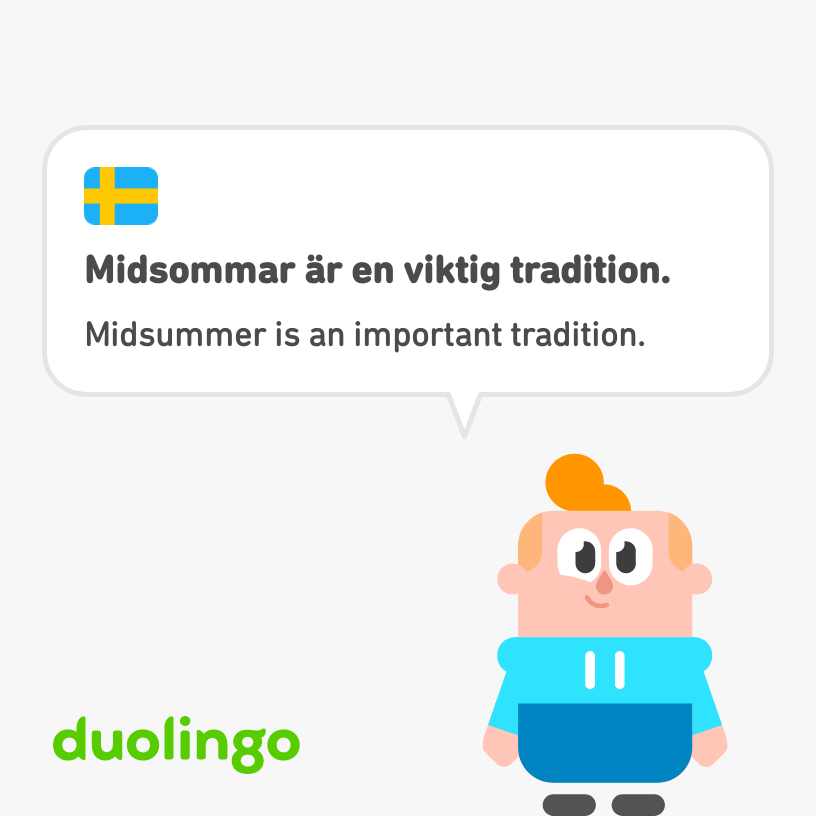 Midsommar är en viktig tradition.
Midsummer is an important tradition.
duolingo